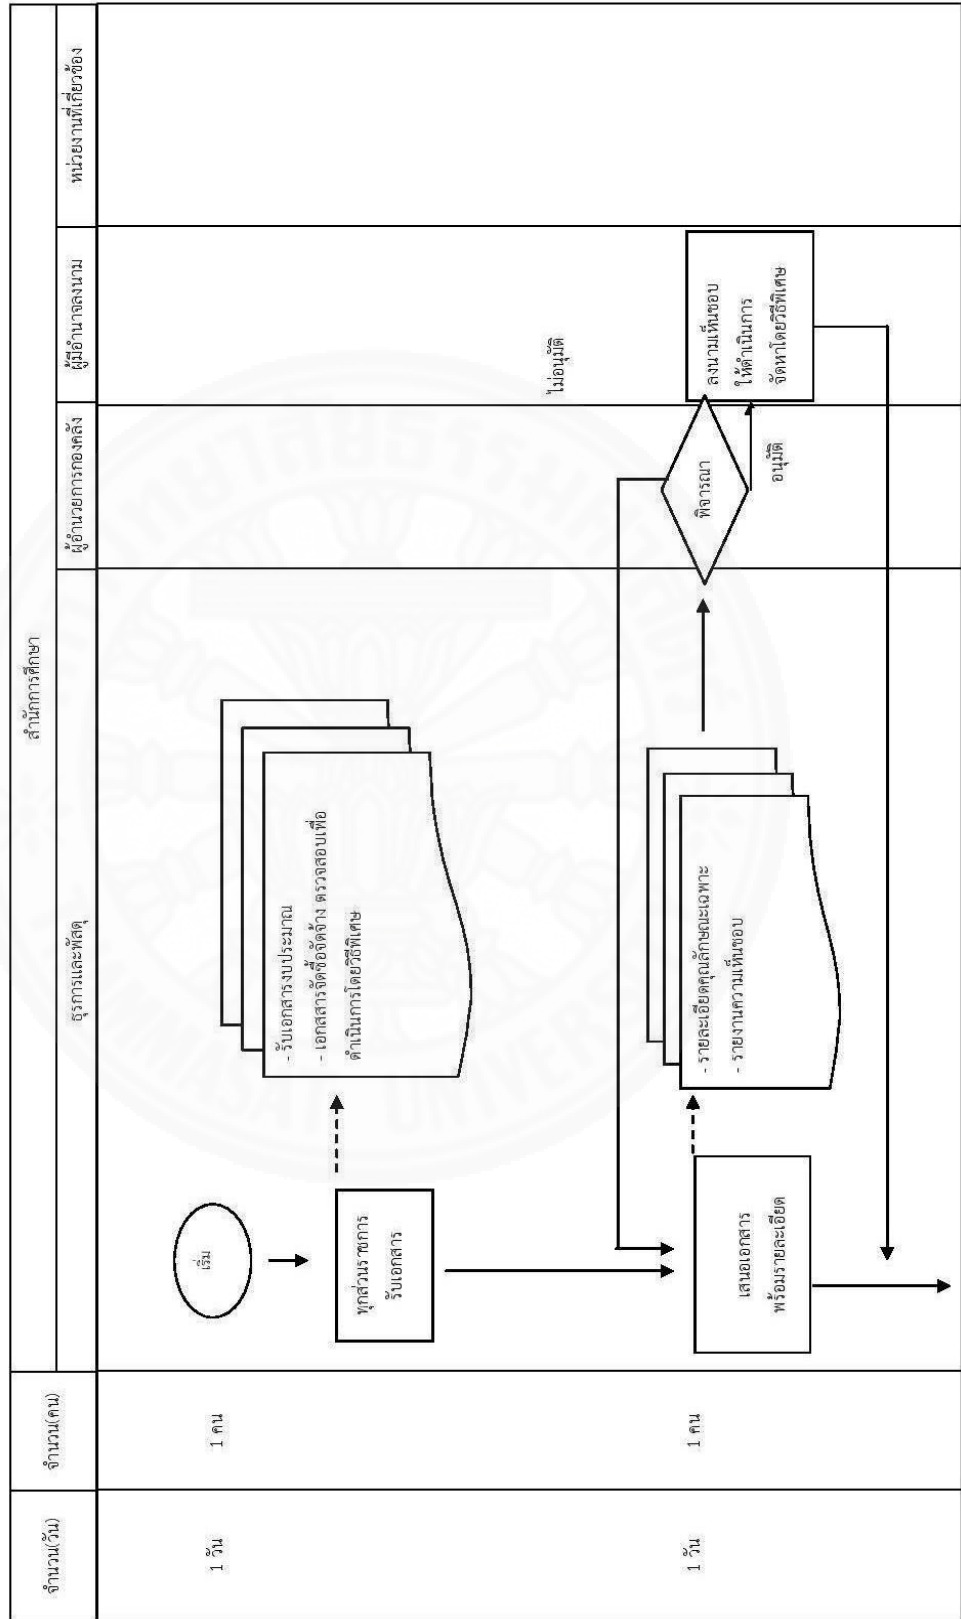 จำนวน(วัน)
จำนวน(คน)
สำนักการศึกษา
ธุรการและพัสดุ
ผู้อำนวยการกองคลัง
ผู้มีอำนาจลงนาม
หน่วยงานที่เกี่ยวข้อง
1 วัน
1 คน
เริ่ม
ทุกส่วนราชการ
รับเอกสาร
- รับเอกสารงบประมาณ
- เอกสสารจัดซื้อจัดจ้าง ตรวจสอบเพื่อ
ดำเนินการโดยวิธีพิเศษ
ไม่อนุมัติ
1 วัน
1 คน
เสนอเอกสาร
พร้อมรายละเอียด
- รายละเอียดคุณลักษณะเฉพาะ
- รายงานความเห็นชอบ
พิจารณา
อนุมัติ
ลงนามเห็นชอบ
ให้ดำเนินการ
จัดหาโดยวิธีพิเศษ